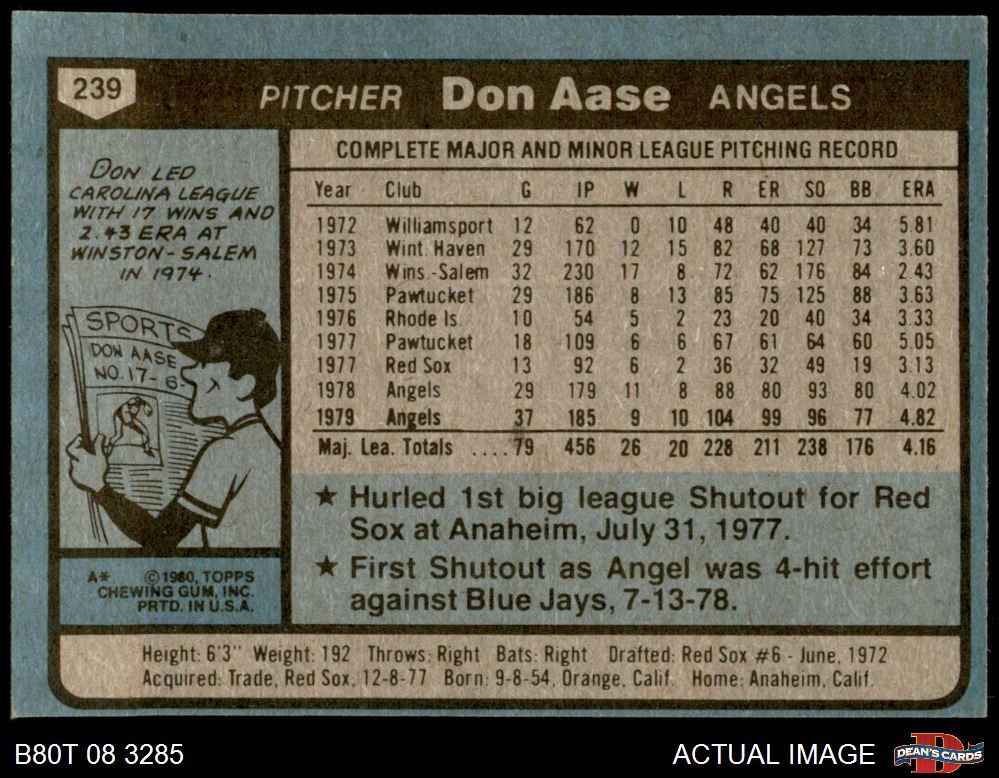 239 PITCHER Don Aase ANGELS
DON LED
CAROLINA LEAGUE
WITH 17 WINS AND
2.43 ERA AT
WINSTON-SALEM
IN 1974.
SPORTS
DON AASE
NO. 17-6
A* ©1980, TOPPS
CHEWING GUM, INC.
PRTD. IN U.S.A.
COMPLETE MAJOR AND MINOR LEAGUE PITCHING RECORD
Year Club G IP W L R ER SO BB ERA
1972 Williamsport 12 62 0 10 48 40 40 34 5.81
1973 Wint. Haven 29 170 12 15 82 68 127 73 3.60
1974 Wins.-Salem 32 230 17 8 72 62 176 84 2.43
1975 Pawtucket 29 186 8 13 85 75 125 88 3.63
1976 Rhode Is. 10 54 5 2 23 20 40 34 3.33
1977 Pawtucket 18 109 6 6 67 61 64 60 5.05
1977 Red Sox 13 92 6 2 36 32 49 19 3.13
1978 Angels 29 179 11 8 88 80 93 80 4.02
1979 Angels 37 185 9 10 104 99 96 77 4.82
Maj. Lea. Totals ....79 456 26 20 228 211 238 176 4.16
★ Hurled 1st big league Shutout for Red
Sox at Anaheim, July 31, 1977.
★ First Shutout as Angel was 4-hit effort
against Blue Jays, 7-13-78.
Height: 6'3" Weight: 192 Throws: Right Bats: Right Drafted: Red Sox #6 - June, 1972
Acquired: Trade, Red Sox, 12-8-77 Born: 9-8-54, Orange, Calif. Home: Anaheim, Calif.
B80T 08 3285 ACTUAL IMAGE DEAN'S CARDS